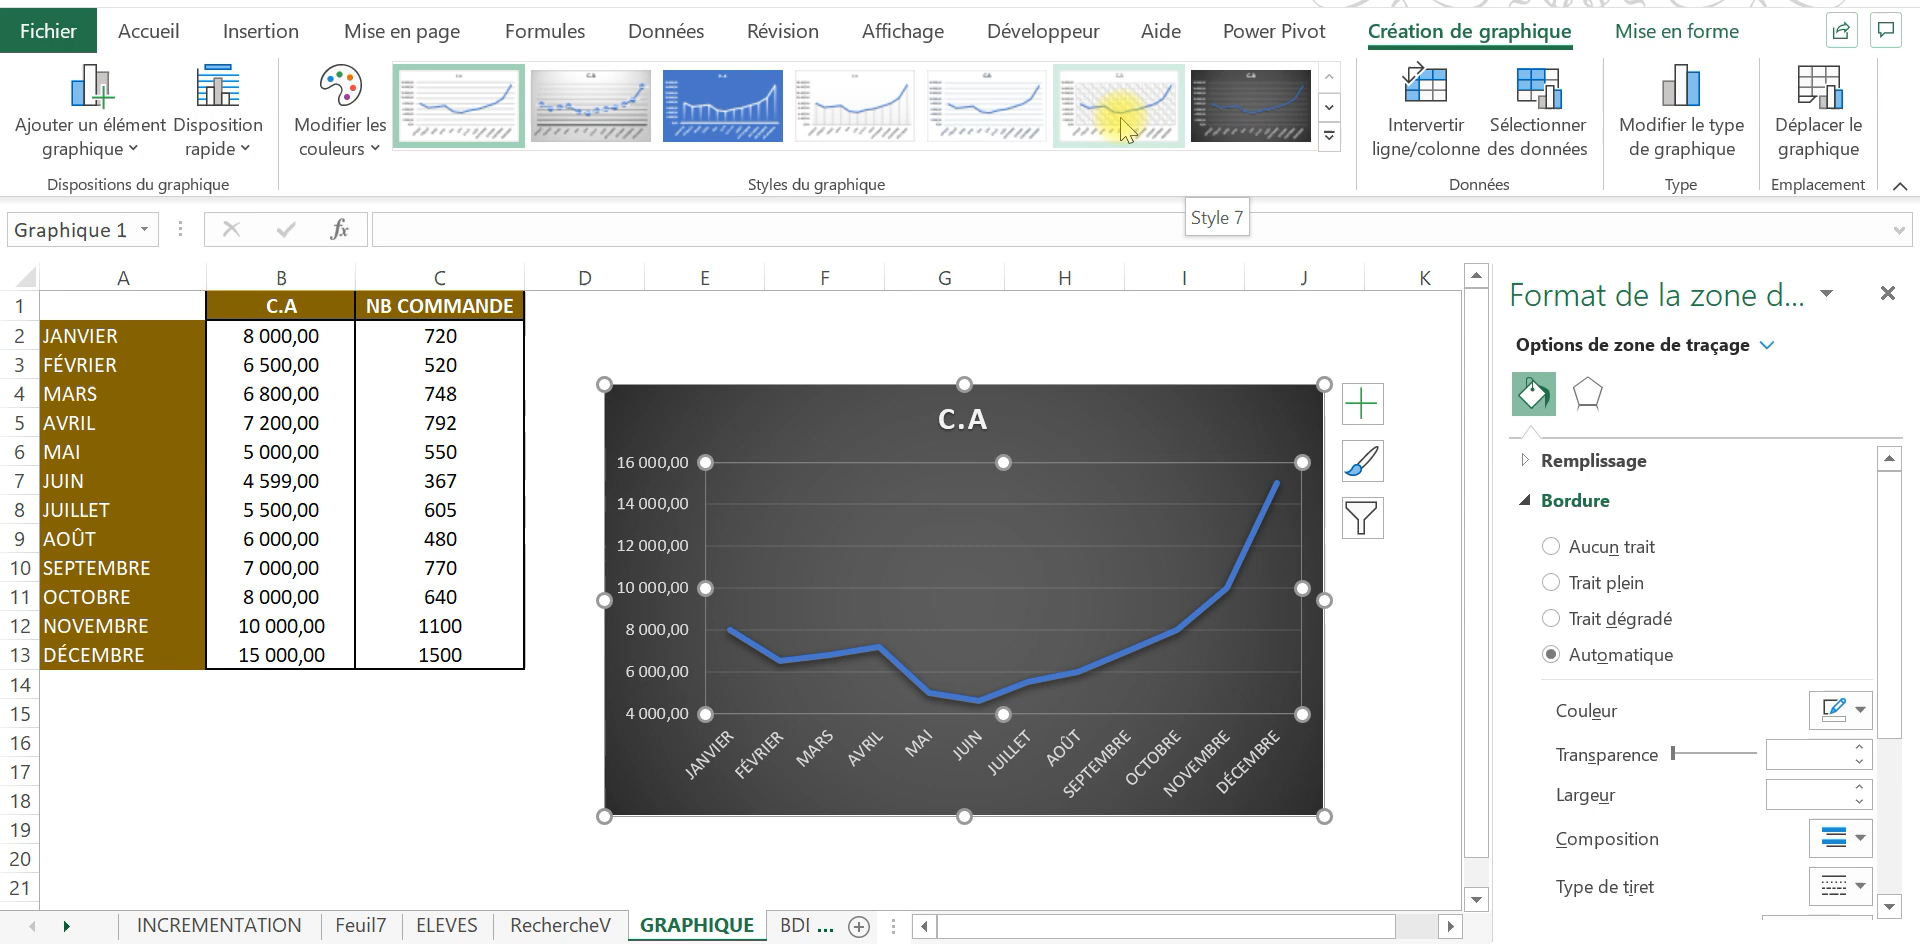 Fichier Accueil Insertion Mise en page Formules Données Révision Affichage Développeur Aide Power Pivot Création de graphique Mise en forme
Ajouter un élément graphique
Disposition rapide
Modifier les couleurs
Intervertir ligne/colonne
Sélectionner des données
Modifier le type de graphique
Déplacer le graphique
Dispositions du graphique Styles du graphique Données Type Emplacement
Style 7
Graphique 1 fx
A B C D E F G H I J K
1 C.A NB COMMANDE
2 JANVIER 8 000,00 720
3 FÉVRIER 6 500,00 520
4 MARS 6 800,00 748
5 AVRIL 7 200,00 792
6 MAI 5 000,00 550
7 JUIN 4 599,00 367
8 JUILLET 5 500,00 605
9 AOÛT 6 000,00 480
10 SEPTEMBRE 7 000,00 770
11 OCTOBRE 8 000,00 640
12 NOVEMBRE 10 000,00 1100
13 DÉCEMBRE 15 000,00 1500
14
15
16
17
18
19
20
21
C.A
16 000,00
14 000,00
12 000,00
10 000,00
8 000,00
6 000,00
4 000,00
JANVIER FÉVRIER MARS AVRIL MAI JUIN JUILLET AOÛT SEPTEMBRE OCTOBRE NOVEMBRE DÉCEMBRE
Format de la zone d...
Options de zone de traçage
Remplissage
Bordure
Aucun trait
Trait plein
Trait dégradé
Automatique
Couleur
Transparence
Largeur
Composition
Type de tiret
INCREMENTATION Feuil7 ELEVES RechercheV GRAPHIQUE BDI ...